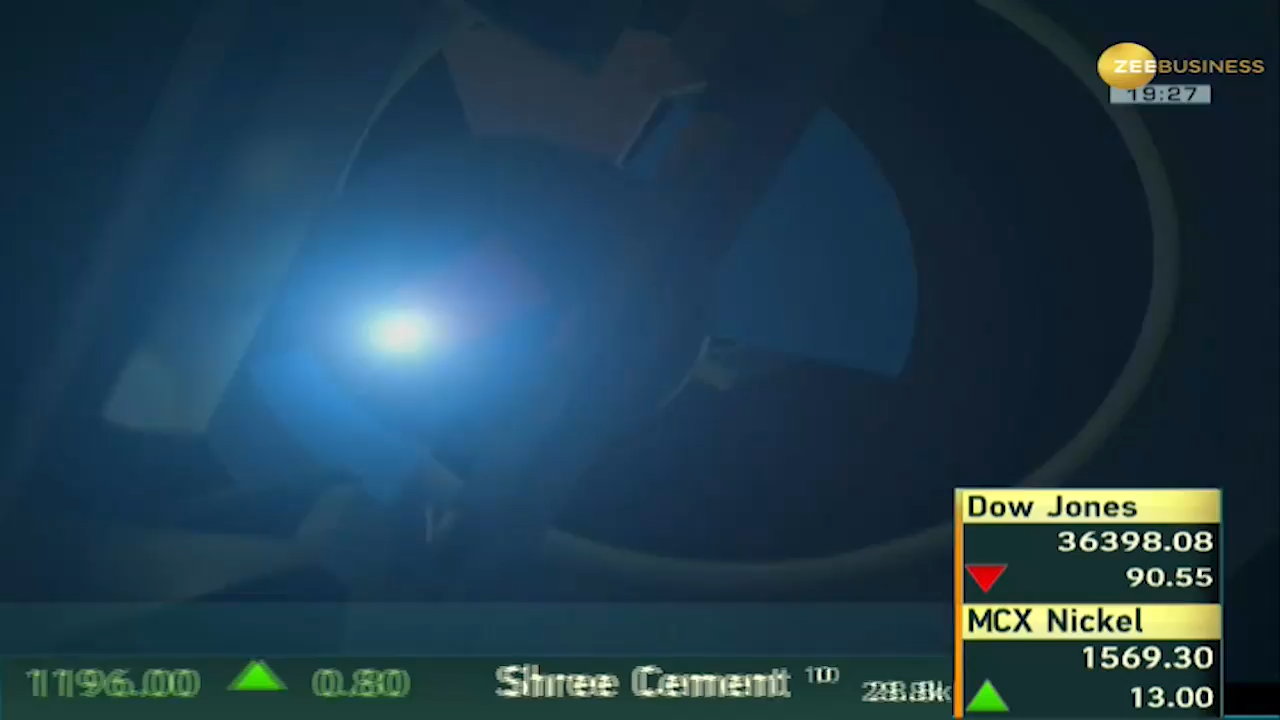 ZEEBUSINESS
19:27
Dow Jones
36398.08
90.55
MCX Nickel
1569.30
13.00
1196.00 0.80 Shree Cement